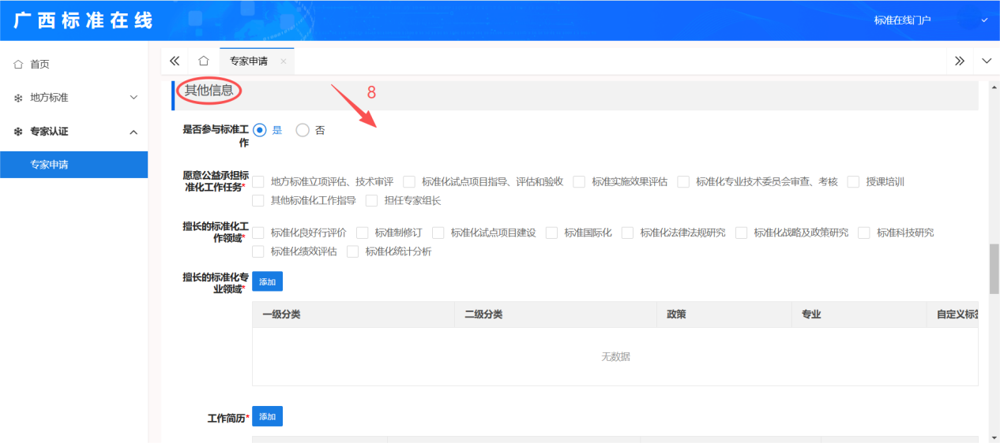 广西标准在线
标准在线门户
首页
专家申请
地方标准
专家认证
专家申请
其他信息
8
是否参与标准工作 是 否
愿意公益承担标准化工作任务* 地方标准立项评估、技术审评 标准化试点项目指导、评估和验收 标准实施效果评估 标准化专业技术委员会审查、考核 授课培训
其他标准化工作指导 担任专家组长
擅长的标准化工作领域* 标准化良好行评价 标准制修订 标准化试点项目建设 标准国际化 标准化法律法规研究 标准化战略及政策研究 标准科技研究
标准化绩效评估 标准化统计分析
擅长的标准化专业领域* 添加
一级分类 二级分类 政策 专业 自定义标签
无数据
工作简历* 添加